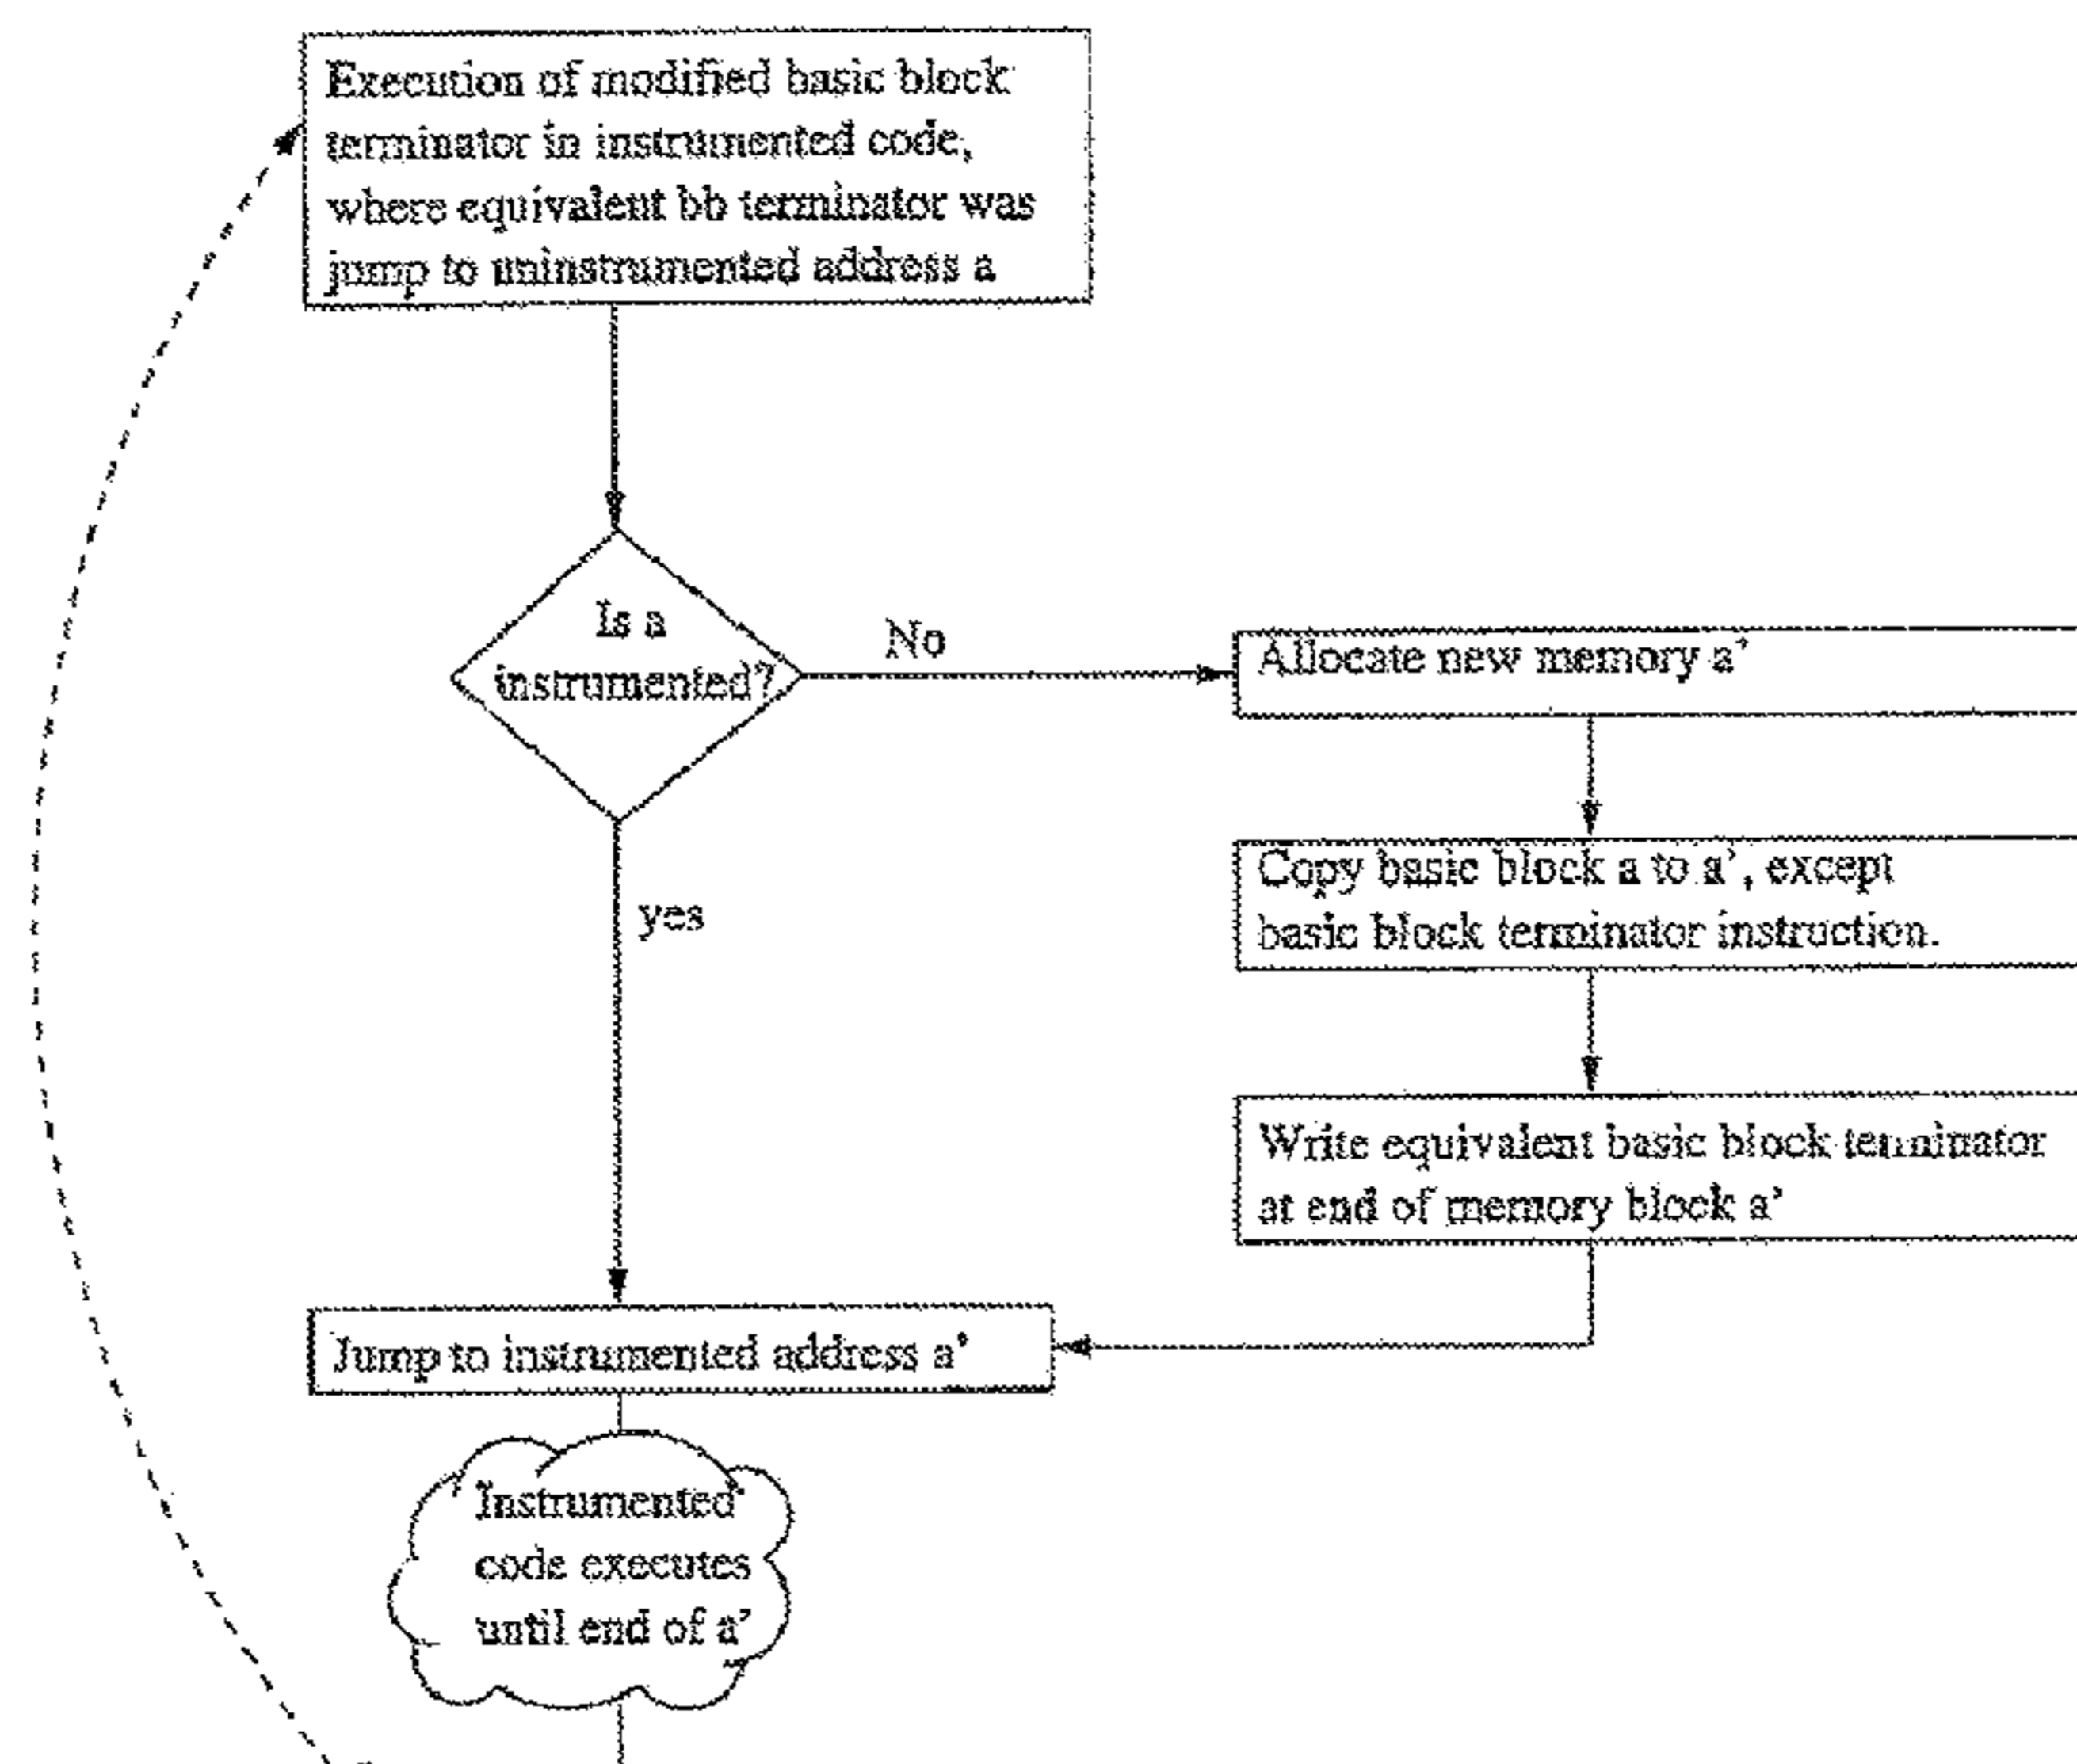 Execution of modified basic block
terminator in instrumented code,
where equivalent bb terminator was
jump to uninstrumented address a
Is a
instrumented?
No
Allocate new memory a'
Copy basic block a to a', except
basic block terminator instruction.
yes
Write equivalent basic block terminator
at end of memory block a'
Jump to instrumented address a'
Instrumented
code executes
until end of a'